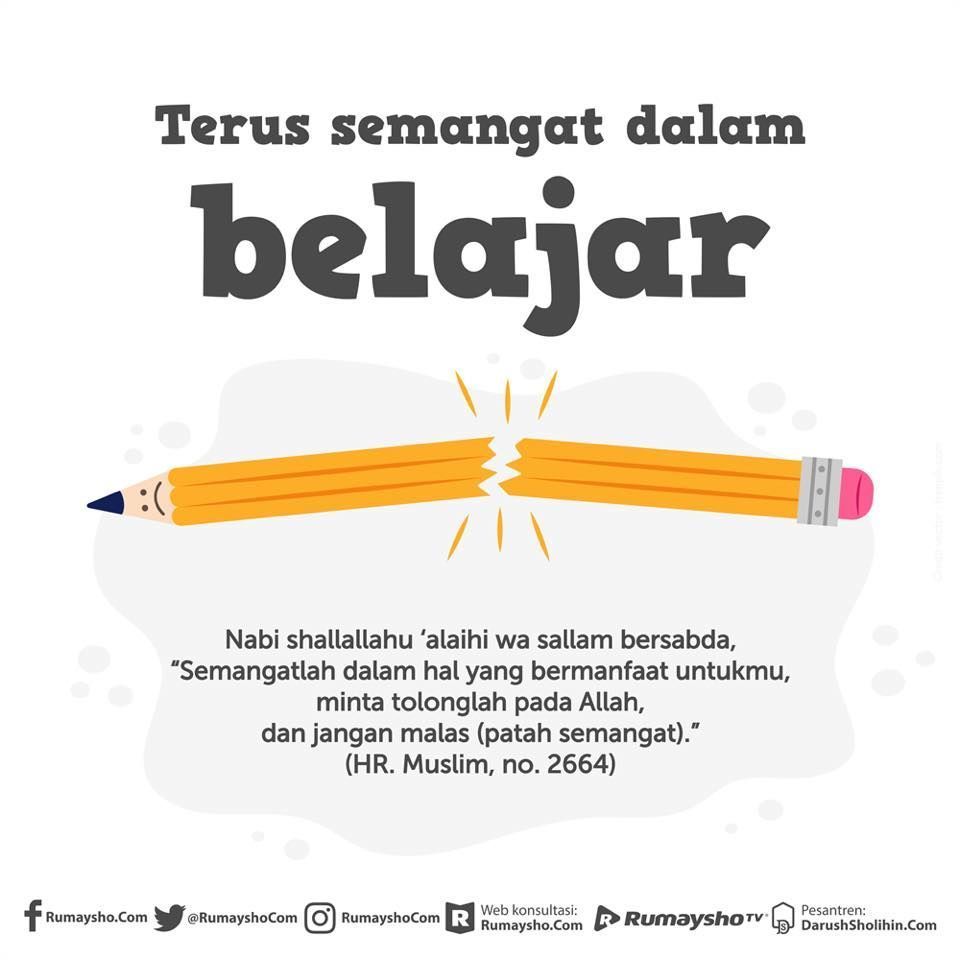 Terus semangat dalam
belajar
Nabi shallallahu ‘alaihi wa sallam bersabda,
“Semangatlah dalam hal yang bermanfaat untukmu,
minta tolonglah pada Allah,
dan jangan malas (patah semangat).”
(HR. Muslim, no. 2664)
Rumaysho.Com
@RumayshoCom
RumayshoCom
Web konsultasi:
Rumaysho.Com
Rumaysho TV
Pesantren:
DarushSholihin.Com